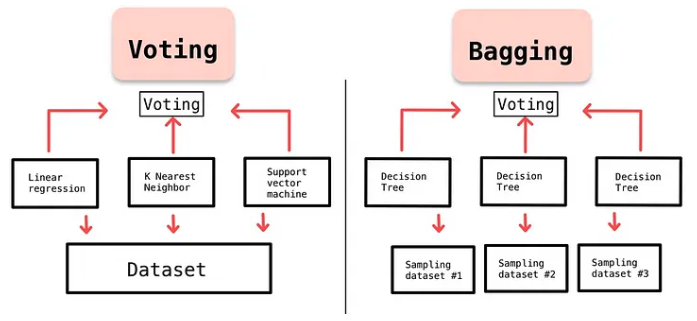 Voting
Voting
Linear
regression
K Nearest
Neighbor
Support
vector
machine
Dataset
Bagging
Voting
Decision
Tree
Decision
Tree
Decision
Tree
Sampling
dataset #1
Sampling
dataset #2
Sampling
dataset #3